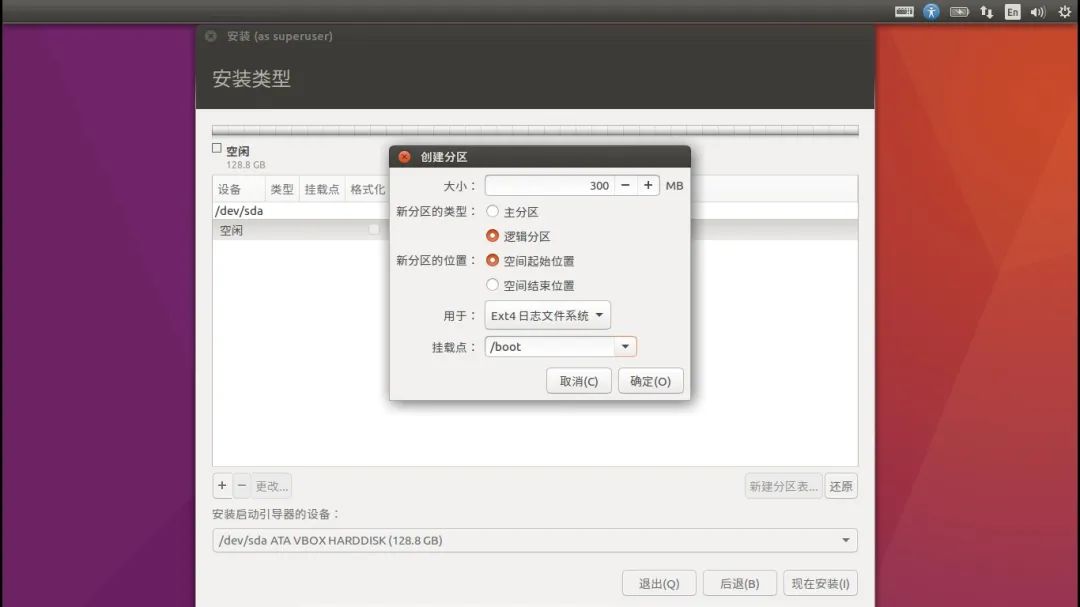 En
安装 (as superuser)
安装类型
空闲
128.8 GB
设备 类型 挂载点 格式化
/dev/sda
空闲
创建分区
大小： 300 − + MB
新分区的类型： 主分区
逻辑分区
新分区的位置： 空间起始位置
空间结束位置
用于： Ext4 日志文件系统
挂载点： /boot
取消(C) 确定(O)
+ − 更改... 新建分区表... 还原
安装启动引导器的设备：
/dev/sda ATA VBOX HARDDISK (128.8 GB)
退出(Q) 后退(B) 现在安装(I)